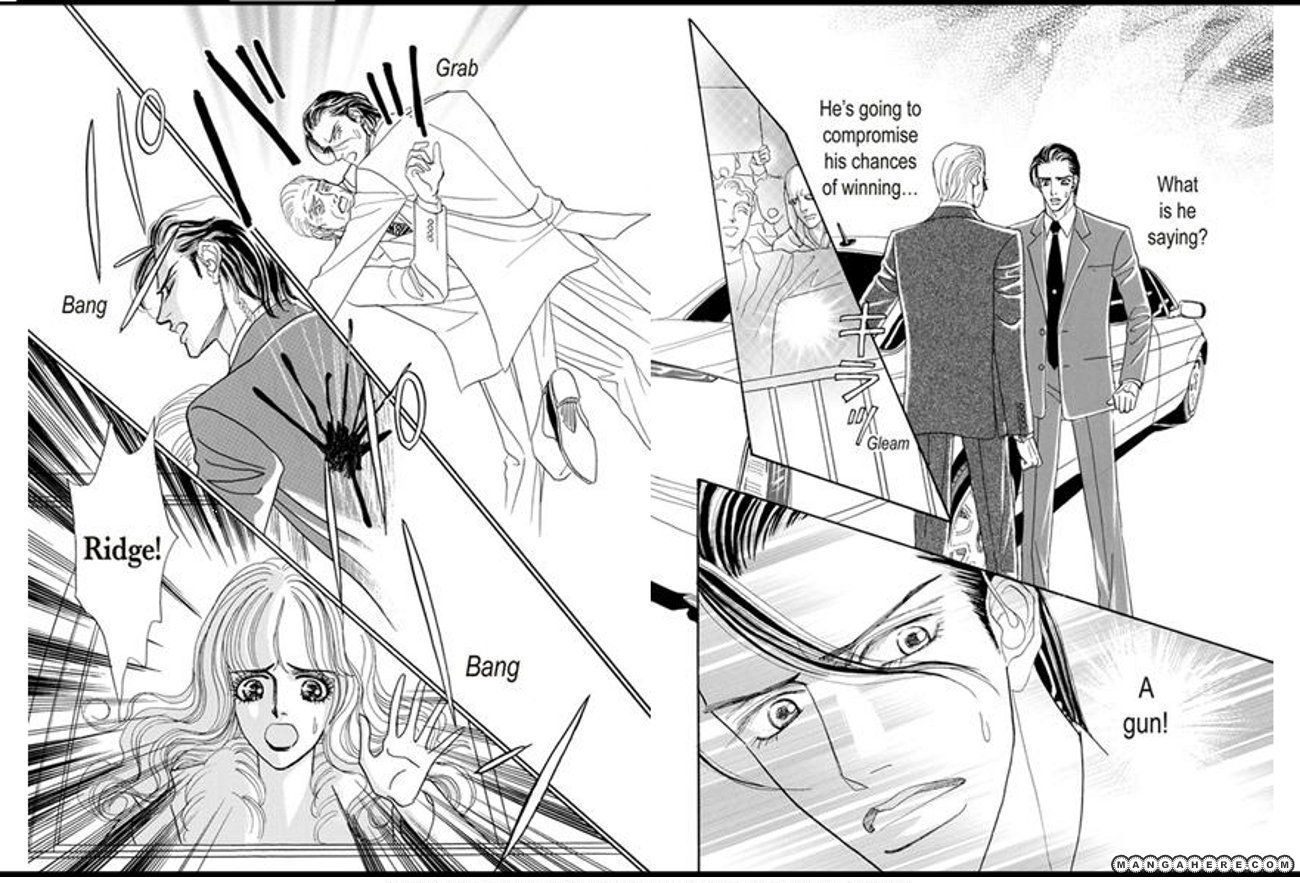 He's going to
compromise
his chances
of winning...
What
is he
saying?
キラッ
Gleam
A
gun!
Grab
Bang
Ridge!
Bang
MANGAHERE.COM